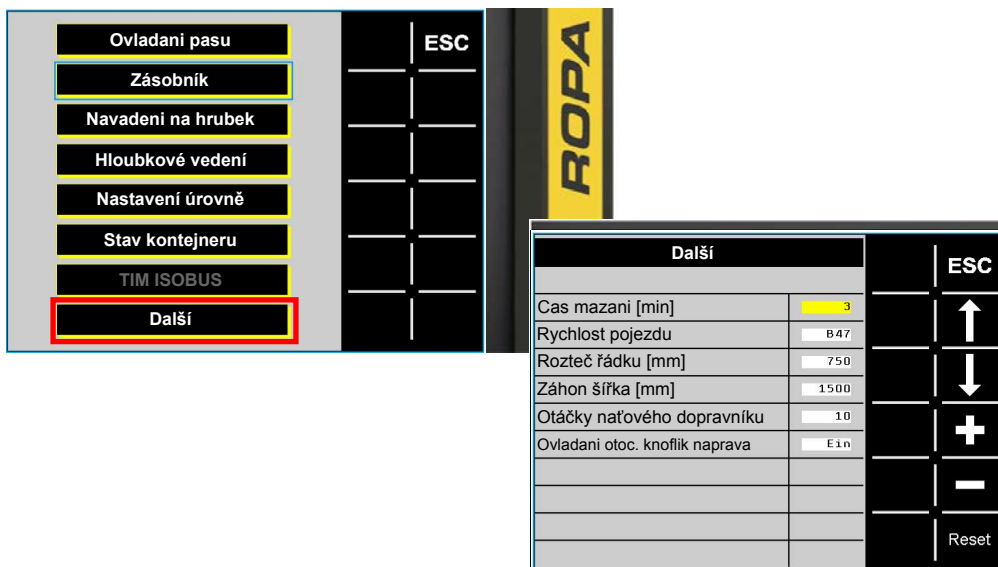 Ovladani pasu
ESC
Zásobník
Navadeni na hrubek
Hloubkové vedení
Nastavení úrovně
Stav kontejneru
TIM ISOBUS
Další
ROPA
Další
ESC
Cas mazani [min] 3
Rychlost pojezdu B47
Rozteč řádku [mm] 750
Záhon šířka [mm] 1500
Otáčky naťového dopravníku 10
Ovladani otoc. knoflik naprava Ein
Reset